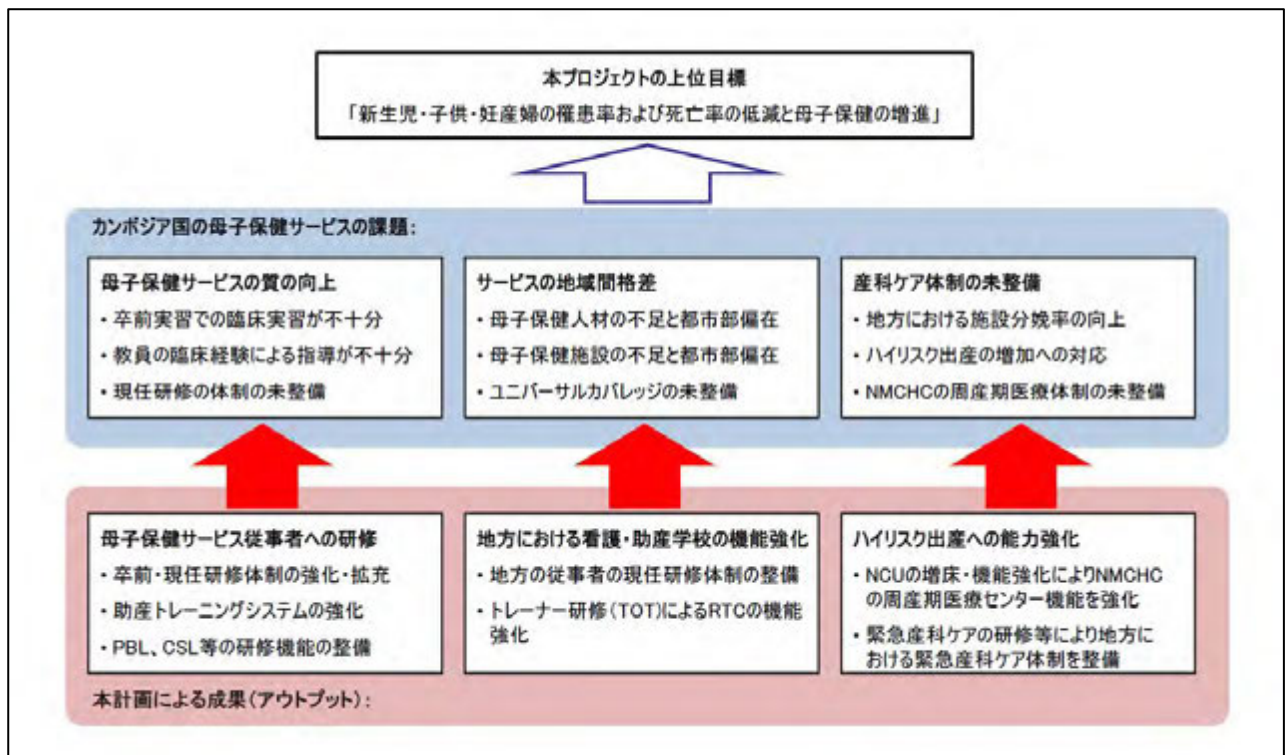 本プロジェクトの上位目標
「新生児・子供・妊産婦の罹患率および死亡率の低減と母子保健の増進」
カンボジア国の母子保健サービスの課題:
母子保健サービスの質の向上
・卒前実習での臨床実習が不十分
・教員の臨床経験による指導が不十分
・現任研修の体制の未整備
サービスの地域間格差
・母子保健人材の不足と都市部偏在
・母子保健施設の不足と都市部偏在
・ユニバーサルカバレッジの未整備
産科ケア体制の未整備
・地方における施設分娩率の向上
・ハイリスク出産の増加への対応
・NMCHCの周産期医療体制の未整備
母子保健サービス従事者への研修
・卒前・現任研修体制の強化・拡充
・助産トレーニングシステムの強化
・PBL、CSL等の研修機能の整備
地方における看護・助産学校の機能強化
・地方の従事者の現任研修体制の整備
・トレーナー研修(TOT)によるRTCの機能
強化
ハイリスク出産への能力強化
・NCUの増床・機能強化によりNMCHC
の周産期医療センター機能を強化
・緊急産科ケアの研修等により地方に
おける緊急産科ケア体制を整備
本計画による成果(アウトプット):